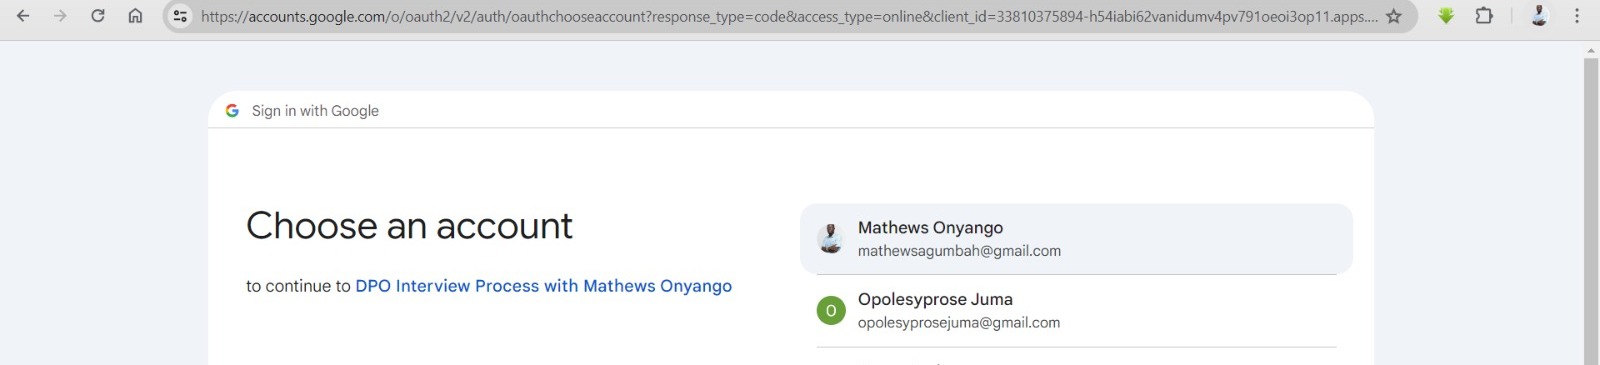 https://accounts.google.com/o/oauth2/v2/auth/oauthchooseaccount?response_type=code&access_type=online&client_id=33810375894-h54iabi62vanidumv4pv791oeoi3op11.apps....
Sign in with Google
Choose an account
to continue to DPO Interview Process with Mathews Onyango
Mathews Onyango
mathewsagumbah@gmail.com
O
Opolesyprose Juma
opolesyprosejuma@gmail.com